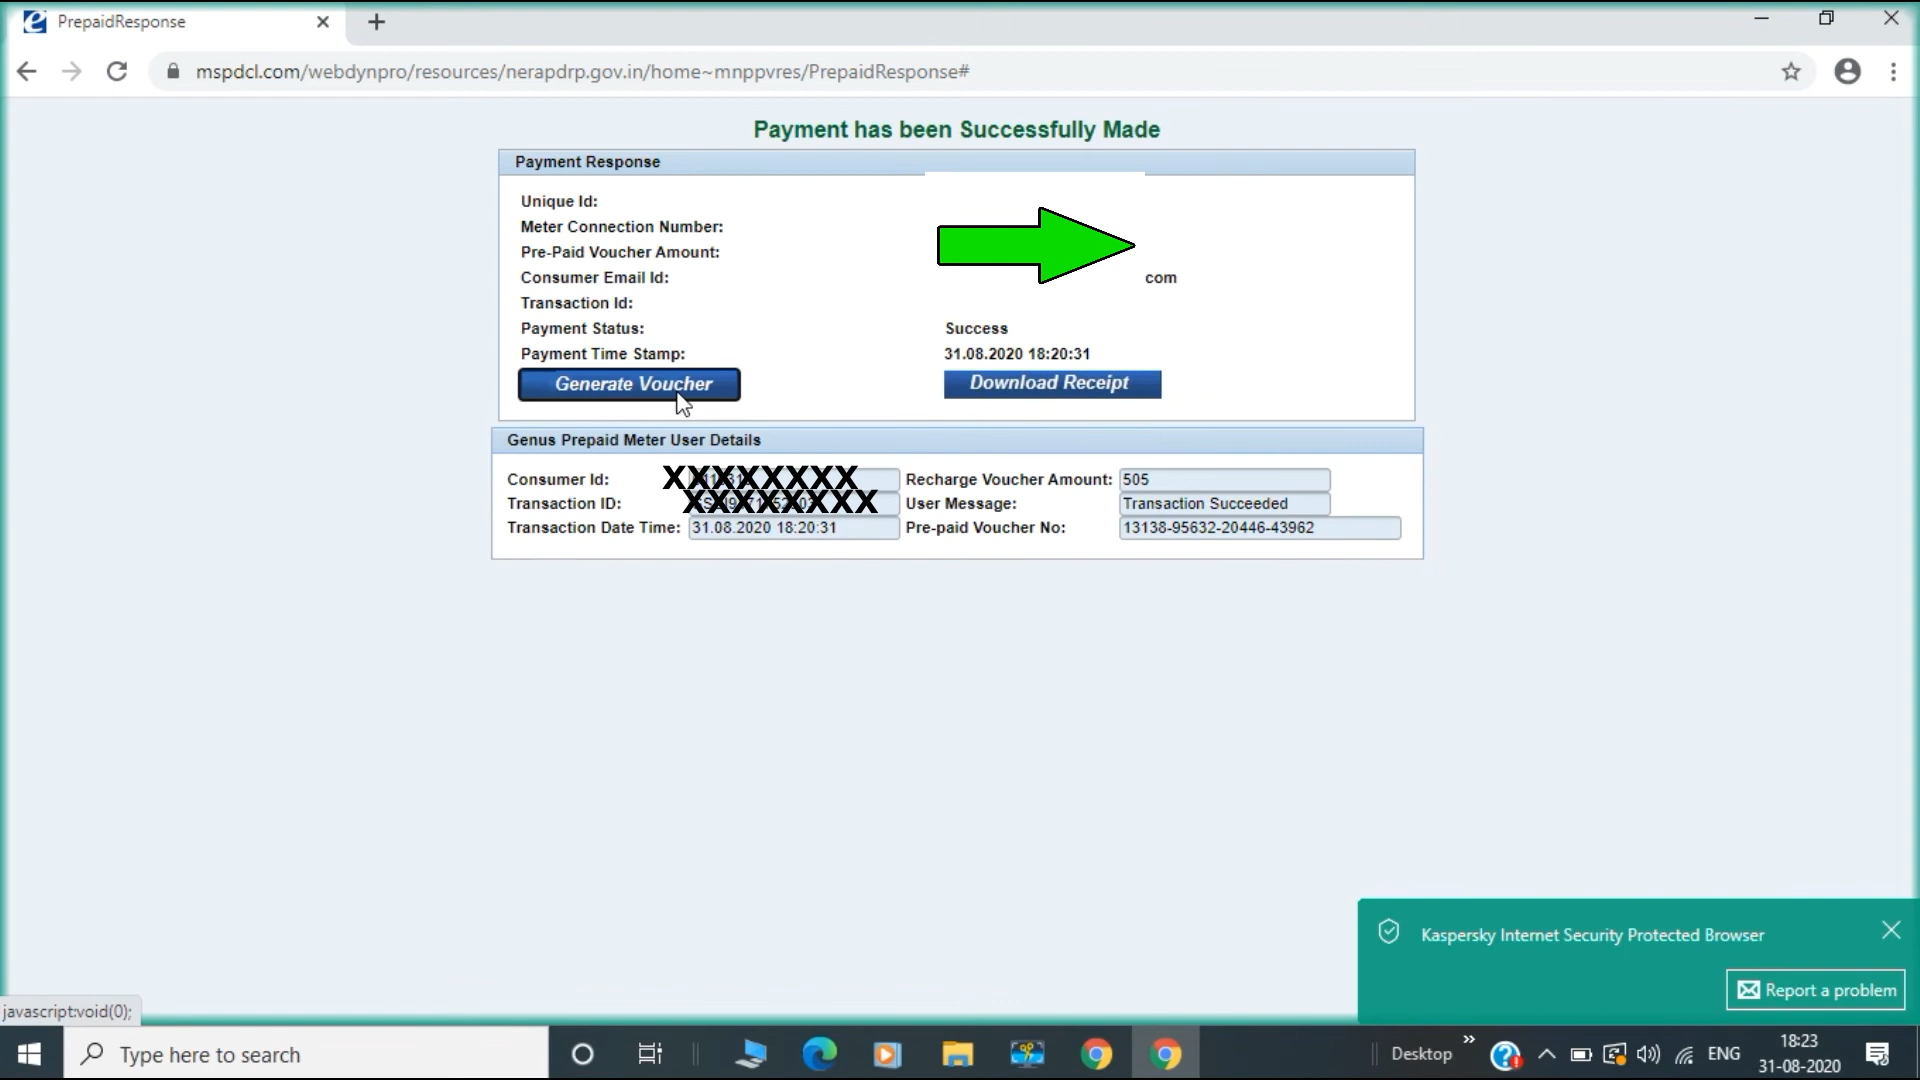 PrepaidResponse
mspdcl.com/webdynpro/resources/nerapdrp.gov.in/home~mnppvres/PrepaidResponse#
Payment has been Successfully Made
Payment Response
Unique Id:
Meter Connection Number:
Pre-Paid Voucher Amount:
Consumer Email Id: com
Transaction Id:
Payment Status: Success
Payment Time Stamp: 31.08.2020 18:20:31
Generate Voucher Download Receipt
Genus Prepaid Meter User Details
Consumer Id: XXXXXXXX Recharge Voucher Amount: 505
Transaction ID: XXXXXXXX User Message: Transaction Succeeded
Transaction Date Time: 31.08.2020 18:20:31 Pre-paid Voucher No: 13138-95632-20446-43962
Kaspersky Internet Security Protected Browser
Report a problem
javascript:void(0);
Type here to search
Desktop
ENG
18:23
31-08-2020